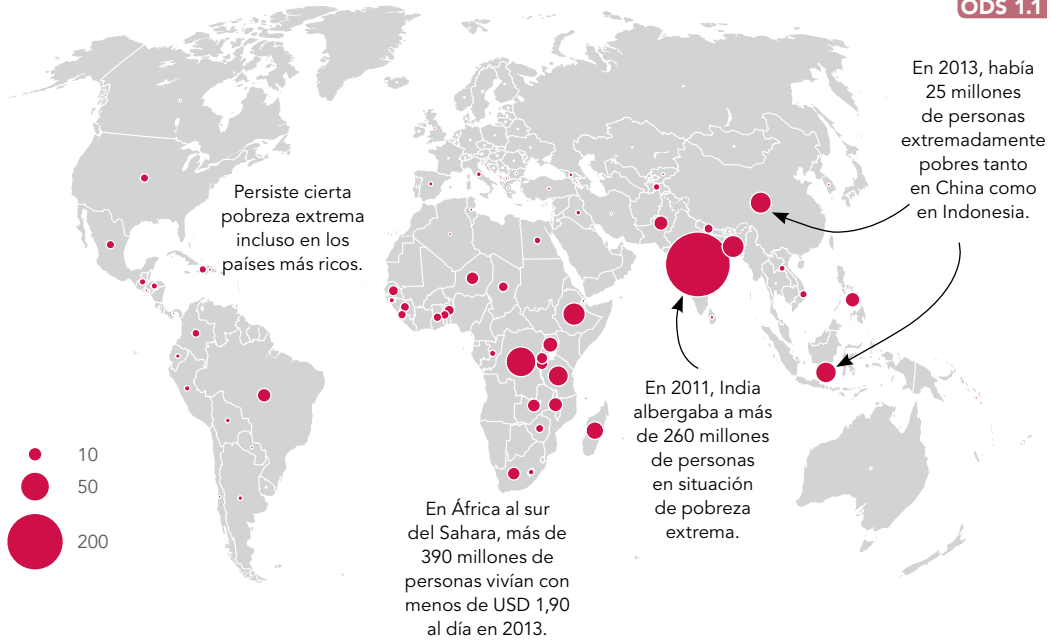 ODS 1.1
En 2013, había
25 millones
de personas
extremadamente
pobres tanto
en China como
en Indonesia.
Persiste cierta
pobreza extrema
incluso en los
países más ricos.
En 2011, India
albergaba a más
de 260 millones
de personas
en situación
de pobreza
extrema.
10
50
200
En África al sur
del Sahara, más de
390 millones de
personas vivían con
menos de USD 1,90
al día en 2013.